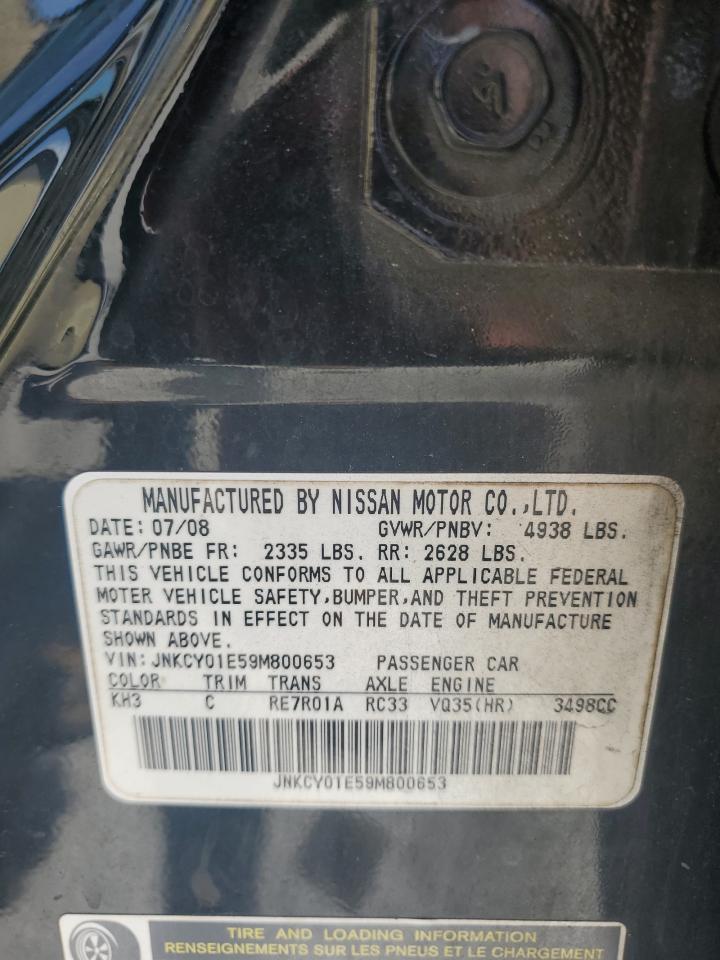 MANUFACTURED BY NISSAN MOTOR CO.,LTD.
DATE: 07/08 GVWR/PNBV: 4938 LBS.
GAWR/PNBE FR: 2335 LBS. RR: 2628 LBS.
THIS VEHICLE CONFORMS TO ALL APPLICABLE FEDERAL
MOTER VEHICLE SAFETY,BUMPER,AND THEFT PREVENTION
STANDARDS IN EFFECT ON THE DATE OF MANUFACTURE
SHOWN ABOVE.
VIN: JNKCY01E59M800653 PASSENGER CAR
COLOR TRIM TRANS AXLE ENGINE
KH3 C RE7R01A RC33 VQ35(HR) 3498CC
JNKCY01E59M800653
TIRE AND LOADING INFORMATION
RENSEIGNEMENTS SUR LES PNEUS ET LE CHARGEMENT